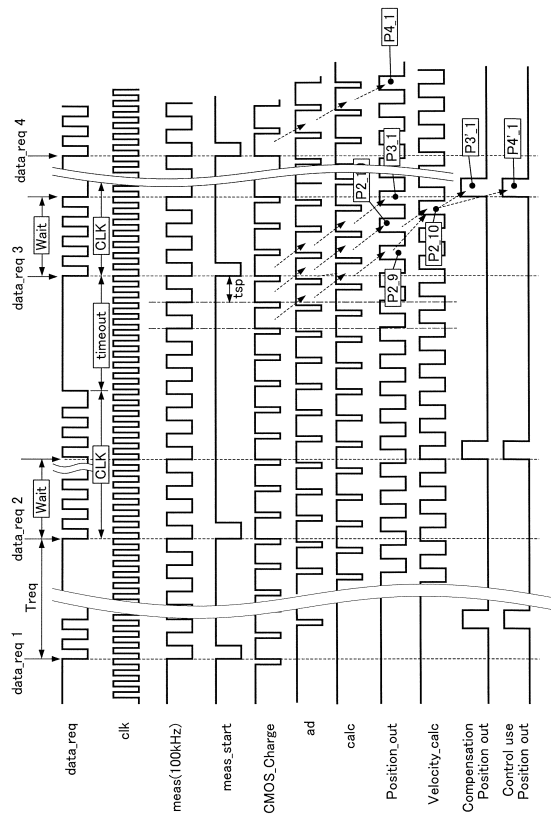 data_req 1
data_req 2
data_req 3
data_req 4
Treq
Wait
Wait
CLK
timeout
CLK
tsp
data_req
clk
meas(100kHz)
meas_start
CMOS_Charge
ad
calc
Position_out
Velocity_calc
Compensation
Position out
Control use
Position out
P2_9
P2_10
P3_1
P4_1
P3'_1
P4'_1